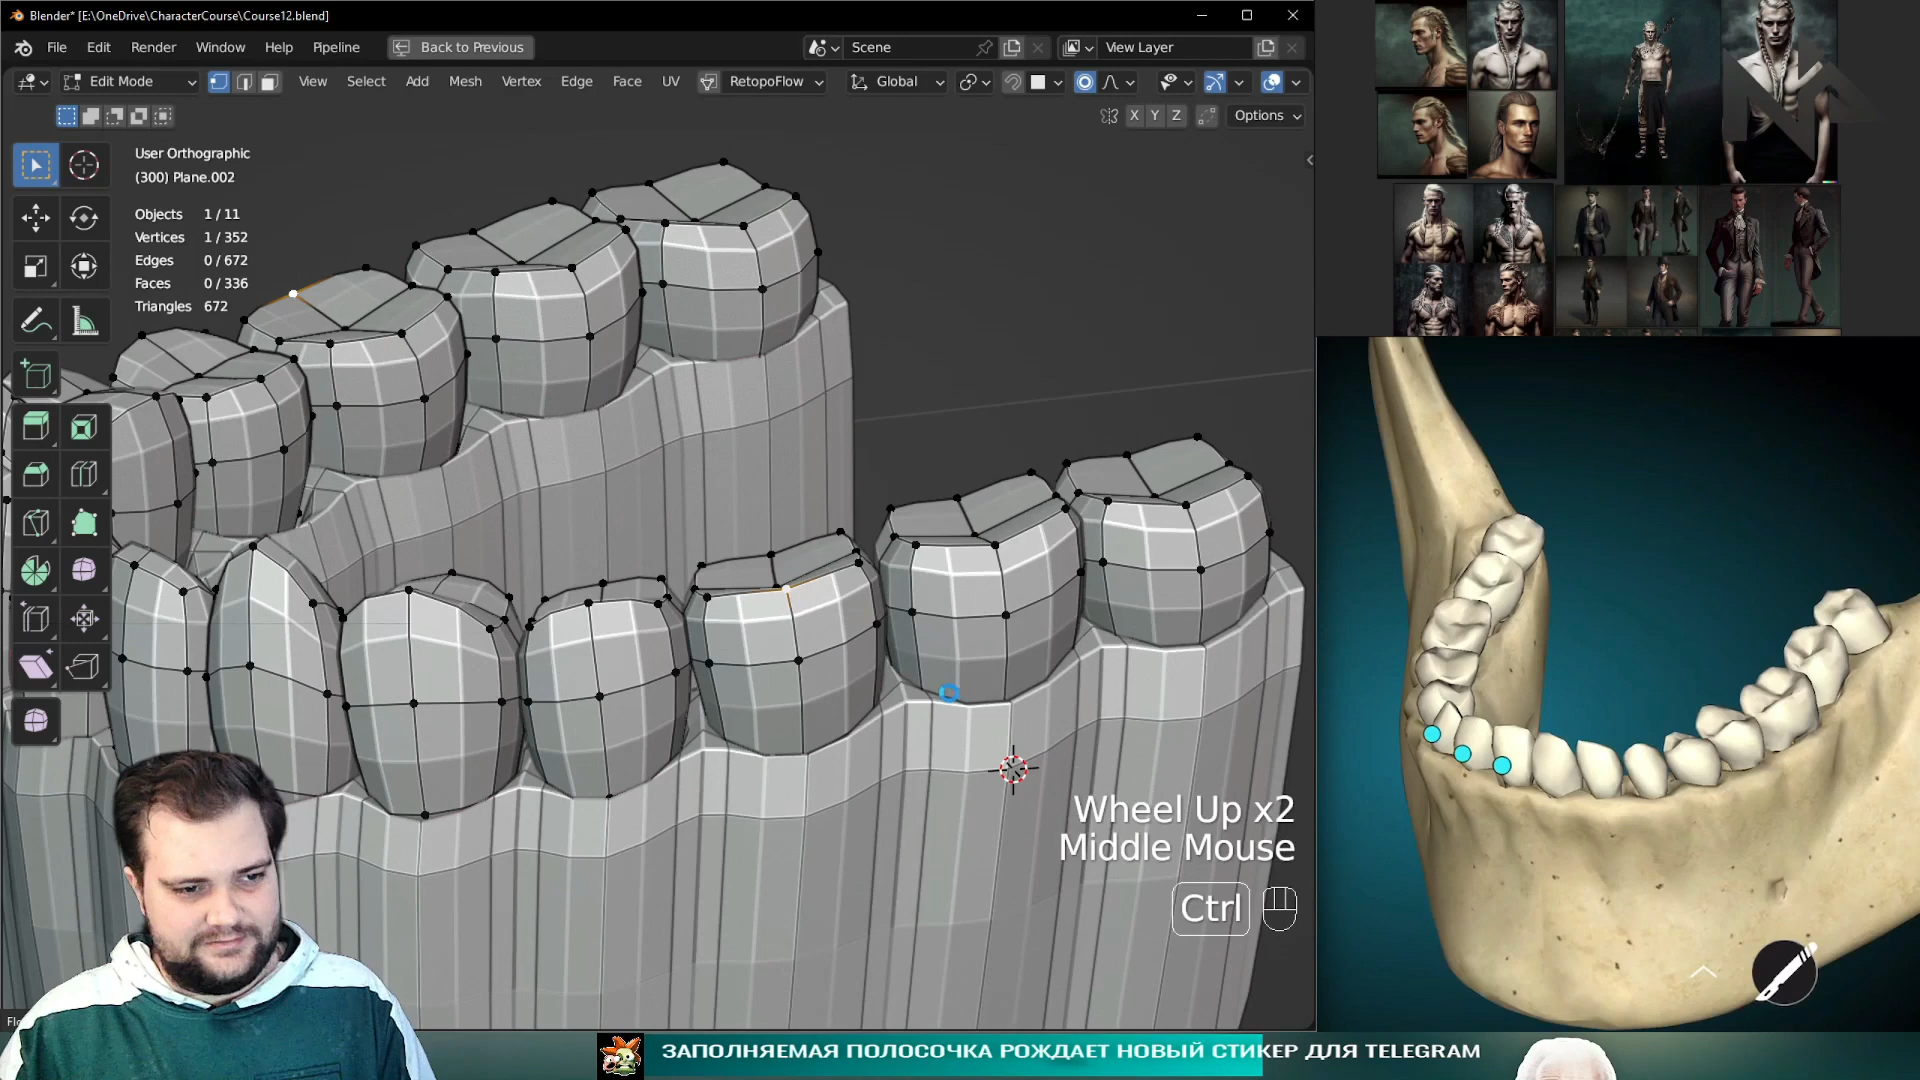 Blender* [E:\OneDrive\CharacterCourse\Course12.blend]
File Edit Render Window Help Pipeline Back to Previous Scene View Layer
Edit Mode View Select Add Mesh Vertex Edge Face UV RetopoFlow Global
X Y Z Options
User Orthographic
(300) Plane.002
Objects 1 / 11
Vertices 1 / 352
Edges 0 / 672
Faces 0 / 336
Triangles 672
Wheel Up x2
Middle Mouse
Ctrl
ЗАПОЛНЯЕМАЯ ПОЛОСОЧКА РОЖДАЕТ НОВЫЙ СТИКЕР ДЛЯ TELEGRAM